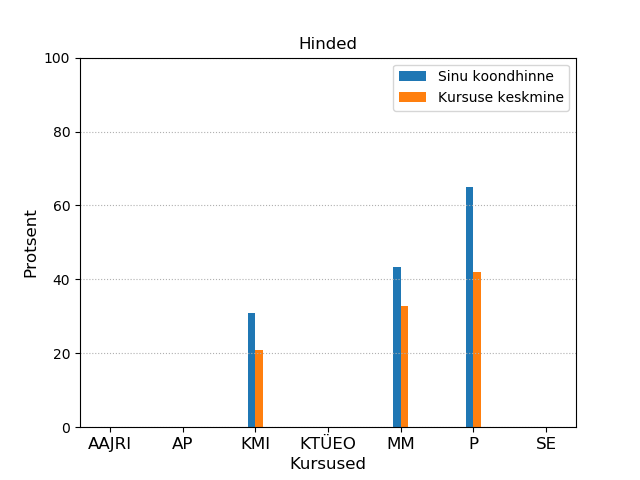 Hinded
Sinu koondhinne
Kursuse keskmine
Protsent
100
80
60
40
20
0
AAJRI AP KMI KTÜEO MM P SE
Kursused